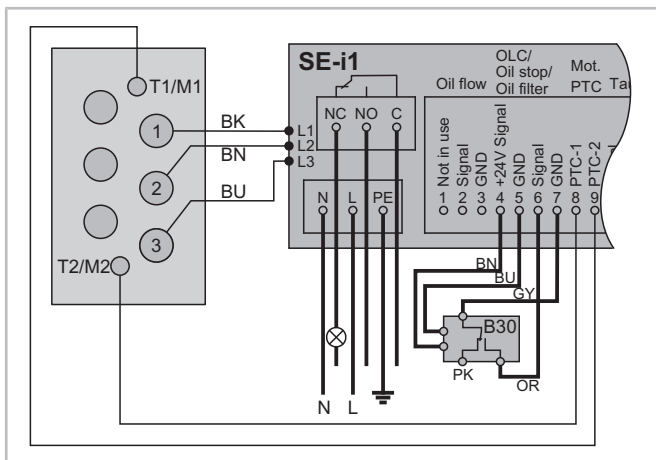 SE-i1
OLC/
Oil stop/
Oil flow Oil filter
Mot.
PTC
T1/M1
NC NO C
1 BK L1
2 BN L2
3 BU L3
T2/M2
N L PE
Not in use
Signal
GND
+24V Signal
GND
Signal
GND
PTC-1
PTC-2
1 2 3 4 5 6 7 8 9
BN
BU
GY
B30
PK
OR
N L